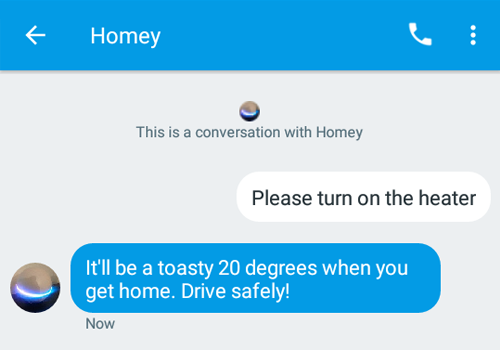 Homey
This is a conversation with Homey
Please turn on the heater
It'll be a toasty 20 degrees when you
get home. Drive safely!
Now